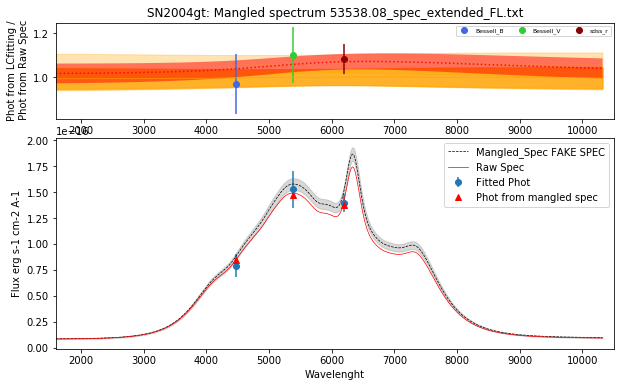 SN2004gt: Mangled spectrum 53538.08_spec_extended_FL.txt
Phot from LCfitting /
Phot from Raw Spec
1.2
1.0
Bessell_B Bessell_V sdss_r
2000 3000 4000 5000 6000 7000 8000 9000 10000
2.00
1.75
1.50
1.25
1.00
0.75
0.50
0.25
0.00
Flux erg s-1 cm-2 A-1
Mangled_Spec FAKE SPEC
Raw Spec
Fitted Phot
Phot from mangled spec
2000 3000 4000 5000 6000 7000 8000 9000 10000
Wavelenght